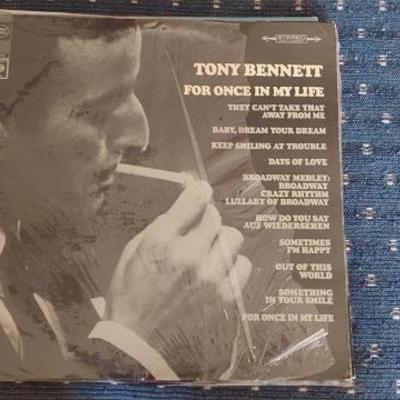 STEREO
TONY BENNETT
FOR ONCE IN MY LIFE
THEY CAN'T TAKE THAT
AWAY FROM ME
BABY, DREAM YOUR DREAM
KEEP SMILING AT TROUBLE
DAYS OF LOVE
BROADWAY MEDLEY:
BROADWAY
CRAZY RHYTHM
LULLABY OF BROADWAY
HOW DO YOU SAY
AUF WIEDERSEHEN
SOMETIMES
I'M HAPPY
OUT OF THIS
WORLD
SOMETHING
IN YOUR SMILE
FOR ONCE IN MY LIFE